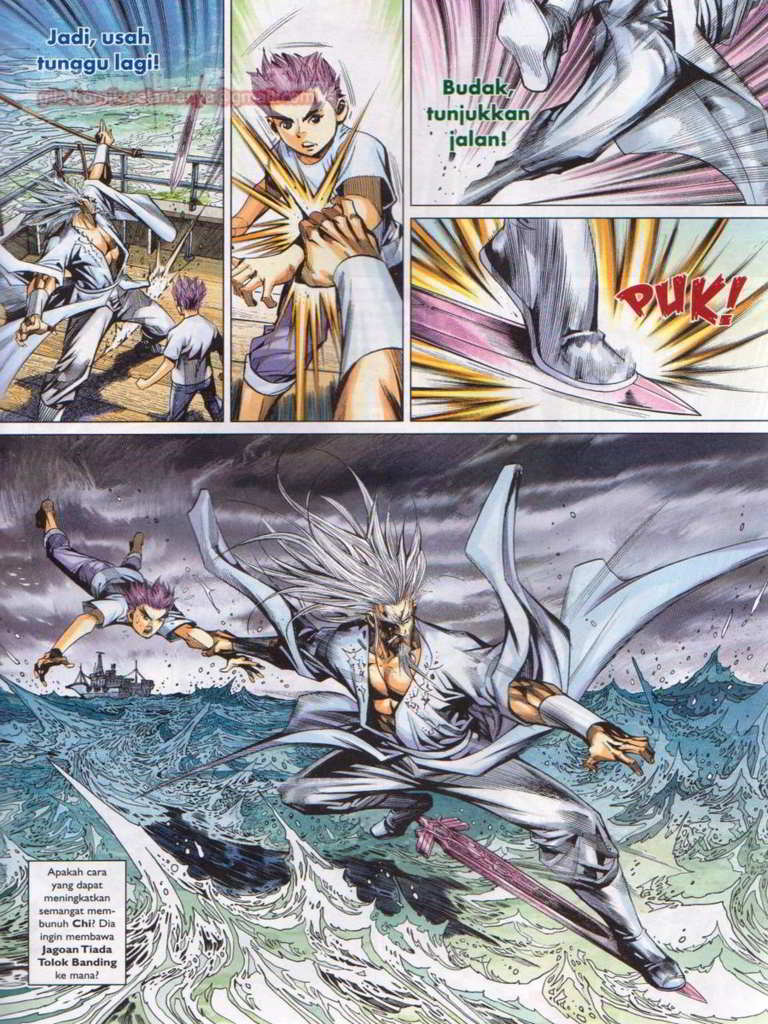 Jadi, usah
tunggu lagi!
Budak,
tunjukkan
jalan!
PUK!
Apakah cara
yang dapat
meningkatkan
semangat mem-
bunuh Chi? Dia
ingin membawa
Jagoan Tiada
Tolok Banding
ke mana?